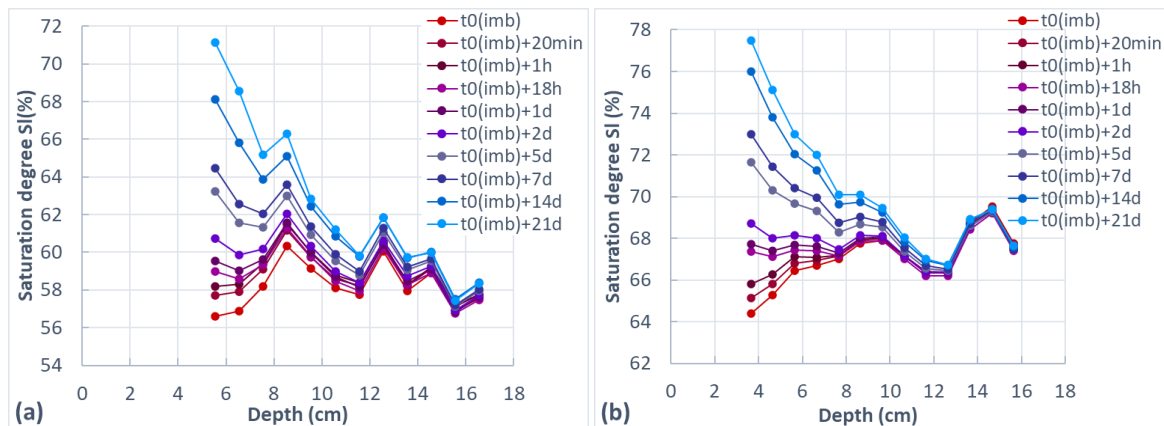 72
70
68
66
64
62
60
58
56
54
Saturation degree Sl(%)
0 2 4 6 8 10 12 14 16 18
Depth (cm)
(a)
t0(imb)
t0(imb)+20min
t0(imb)+1h
t0(imb)+18h
t0(imb)+1d
t0(imb)+2d
t0(imb)+5d
t0(imb)+7d
t0(imb)+14d
t0(imb)+21d
78
76
74
72
70
68
66
64
62
Saturation degree Sl (%)
0 2 4 6 8 10 12 14 16 18
Depth (cm)
(b)
t0(imb)
t0(imb)+20min
t0(imb)+1h
t0(imb)+18h
t0(imb)+1d
t0(imb)+2d
t0(imb)+5d
t0(imb)+7d
t0(imb)+14d
t0(imb)+21d